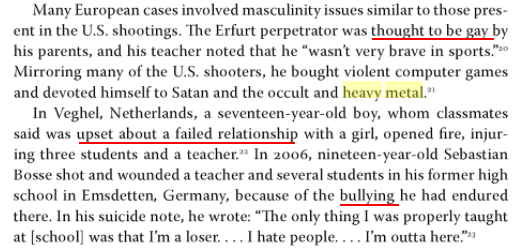 Many European cases involved masculinity issues similar to those pres-
ent in the U.S. shootings. The Erfurt perpetrator was thought to be gay by
his parents, and his teacher noted that he “wasn’t very brave in sports.”20
Mirroring many of the U.S. shooters, he bought violent computer games
and devoted himself to Satan and the occult and heavy metal.21
In Veghel, Netherlands, a seventeen-year-old boy, whom classmates
said was upset about a failed relationship with a girl, opened fire, injur-
ing three students and a teacher.22 In 2006, nineteen-year-old Sebastian
Bosse shot and wounded a teacher and several students in his former high
school in Emsdetten, Germany, because of the bullying he had endured
there. In his suicide note, he wrote: “The only thing I was properly taught
at [school] was that I’m a loser. . . . I hate people. . . . I’m outta here.”23